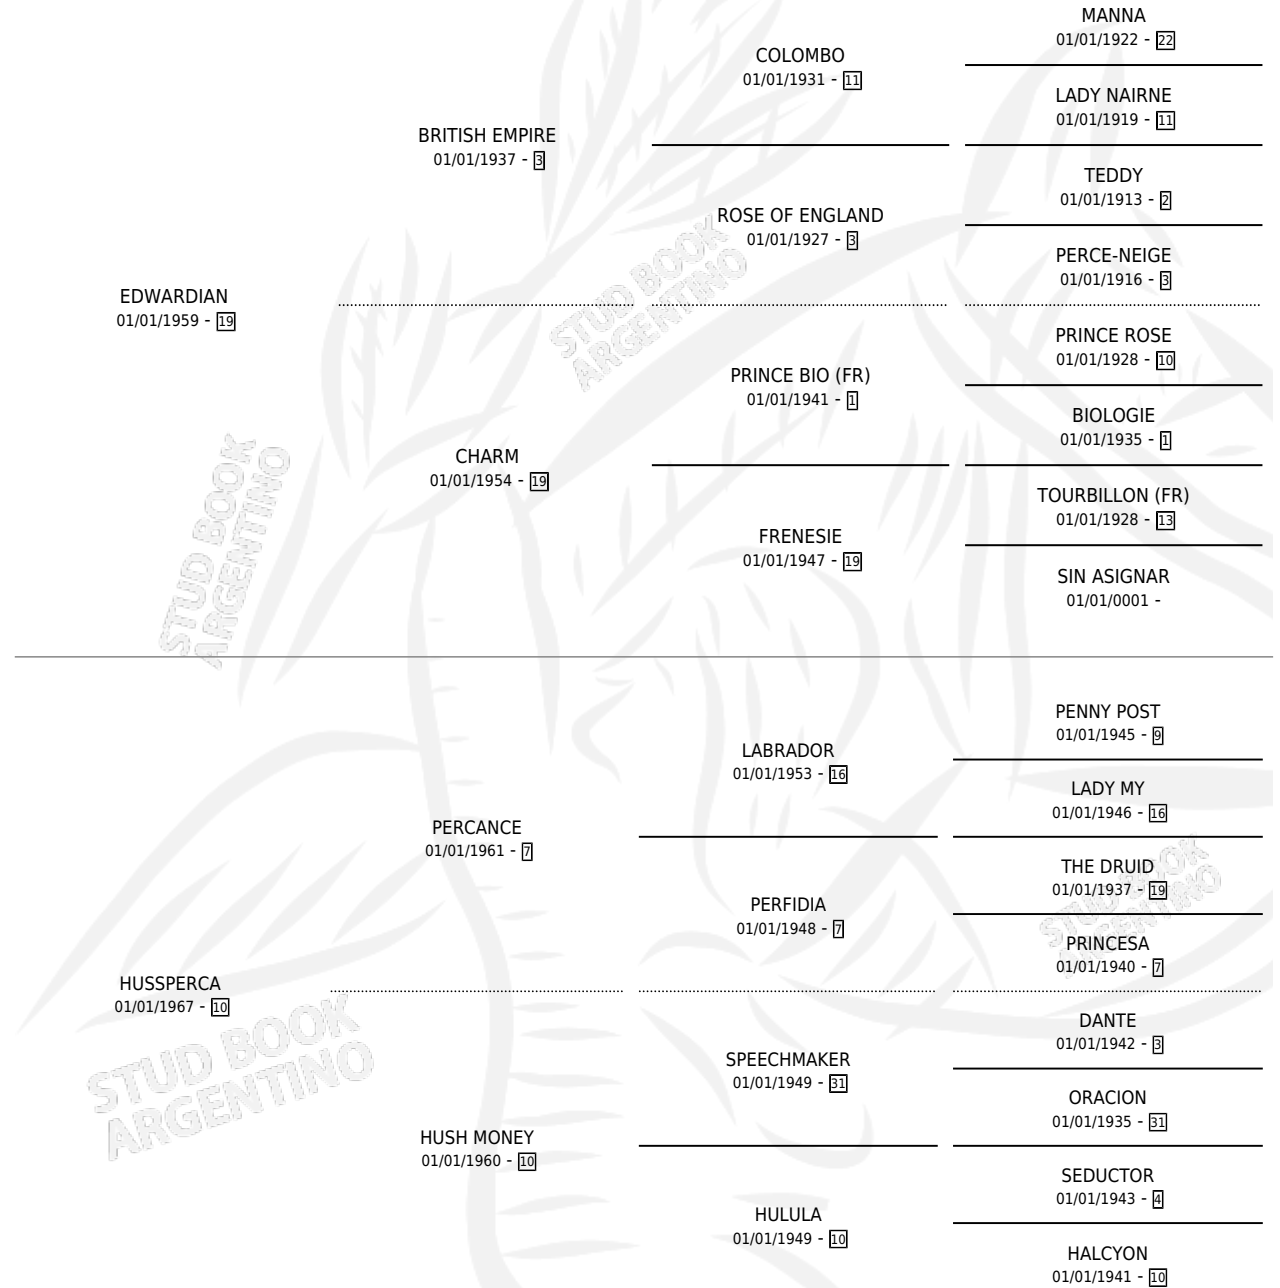 MANNA
01/01/1922 - 22
COLOMBO
01/01/1931 - 11
LADY NAIRNE
01/01/1919 - 11
BRITISH EMPIRE
01/01/1937 - 3
TEDDY
01/01/1913 - 2
ROSE OF ENGLAND
01/01/1927 - 3
PERCE-NEIGE
01/01/1916 - 3
EDWARDIAN
01/01/1959 - 19
PRINCE ROSE
01/01/1928 - 10
PRINCE BIO (FR)
01/01/1941 - 1
BIOLOGIE
01/01/1935 - 1
CHARM
01/01/1954 - 19
TOURBILLON (FR)
01/01/1928 - 13
FRENESIE
01/01/1947 - 19
SIN ASIGNAR
01/01/0001 -
PENNY POST
01/01/1945 - 9
LABRADOR
01/01/1953 - 16
LADY MY
01/01/1946 - 16
PERCANCE
01/01/1961 - 7
THE DRUID
01/01/1937 - 19
PERFIDIA
01/01/1948 - 7
PRINCESA
01/01/1940 - 7
HUSSPERCA
01/01/1967 - 10
DANTE
01/01/1942 - 3
SPEECHMAKER
01/01/1949 - 31
ORACION
01/01/1935 - 31
HUSH MONEY
01/01/1960 - 10
SEDUCTOR
01/01/1943 - 4
HULULA
01/01/1949 - 10
HALCYON
01/01/1941 - 10
STUD BOOK
ARGENTINO
STUD BOOK
ARGENTINO
STUD BOOK
ARGENTINO
STUD BOOK
ARGENTINO